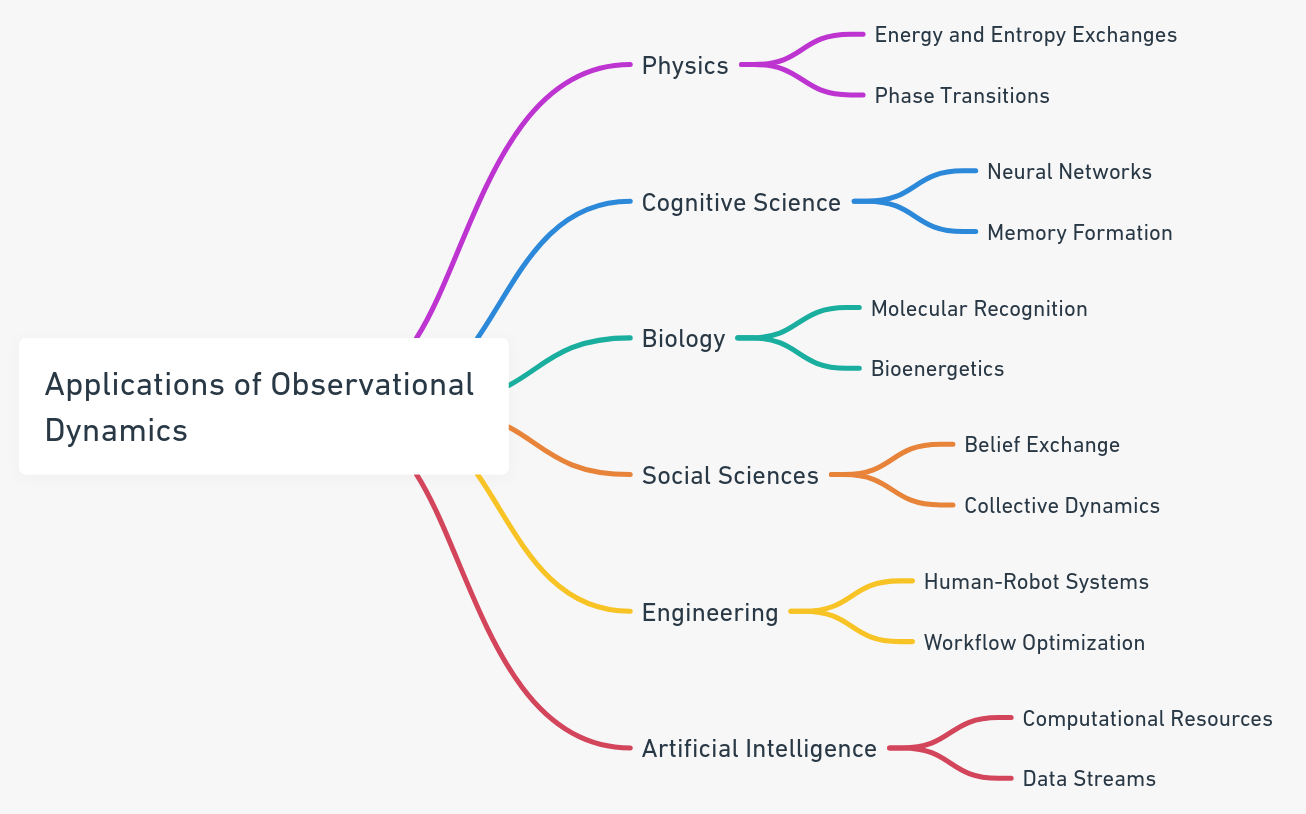 Applications of Observational
Dynamics
Physics
Energy and Entropy Exchanges
Phase Transitions
Cognitive Science
Neural Networks
Memory Formation
Biology
Molecular Recognition
Bioenergetics
Social Sciences
Belief Exchange
Collective Dynamics
Engineering
Human-Robot Systems
Workflow Optimization
Artificial Intelligence
Computational Resources
Data Streams